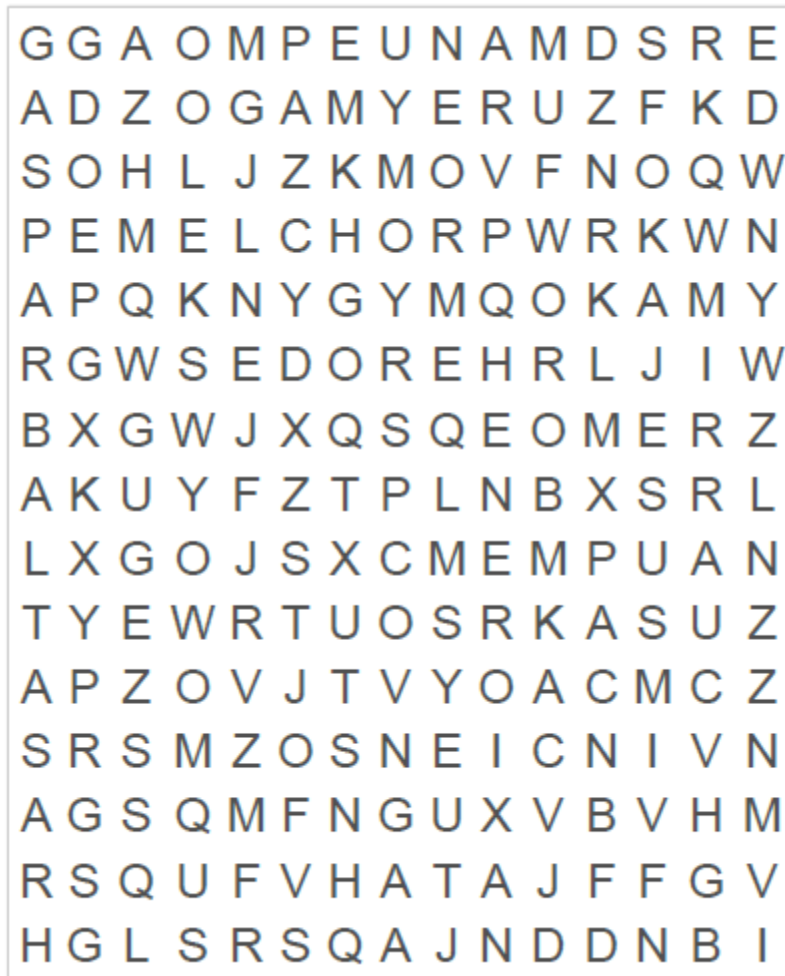 G G A O M P E U N A M D S R E
A D Z O G A M Y E R U Z F K D
S O H L J Z K M O V F N O Q W
P E M E L C H O R P W R K W N
A P Q K N Y G Y M Q O K A M Y
R G W S E D O R E H R L J I W
B X G W J X Q S Q E O M E R Z
A K U Y F Z T P L N B X S R L
L X G O J S X C M E M P U A N
T Y E W R T U O S R K A S U Z
A P Z O V J T V Y O A C M C Z
S R S M Z O S N E I C N I V N
A G S Q M F N G U X V B V H M
R S Q U F V H A T A J F F G V
H G L S R S Q A J N D D N B I